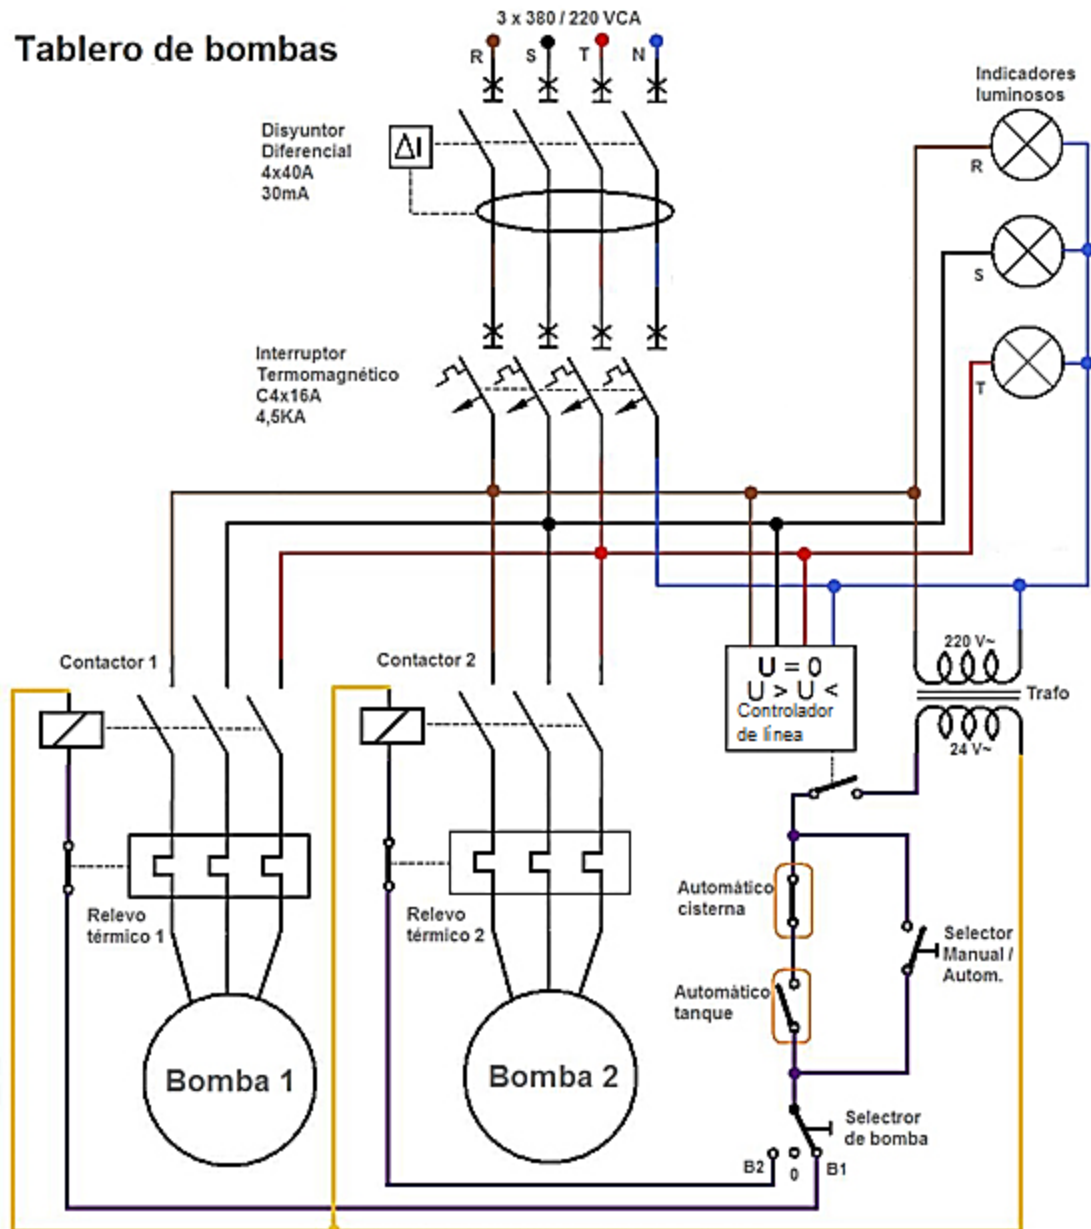 3 x 380 / 220 VCA
Tablero de bombas
R
S
T
N
Indicadores
luminosos
Disyuntor
Diferencial
4x40A
30mA
ΔI
R
S
T
Interruptor
Termomagnético
C4x16A
4,5KA
Contactor 1
Contactor 2
U = 0
U > U <
Controlador
de línea
220 V~
Trafo
24 V~
Relevo
térmico 1
Relevo
térmico 2
Automático
cisterna
Selector
Manual /
Autom.
Automático
tanque
Bomba 1
Bomba 2
Selectror
de bomba
B2
0
B1